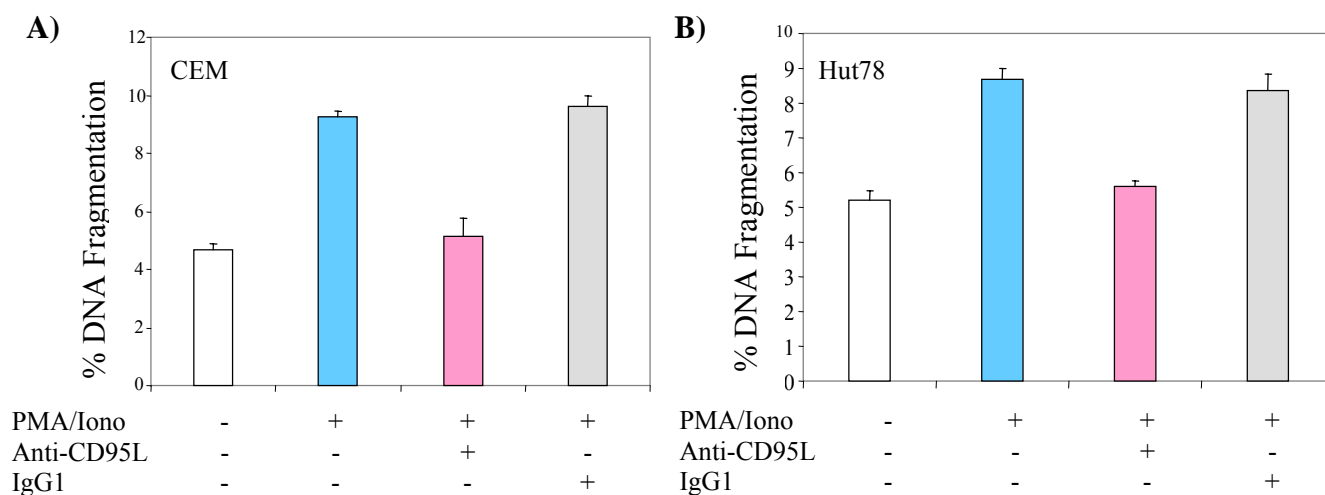 A)
12
10
8
6
4
2
0
% DNA Fragmentation
CEM
PMA/Iono - + + +
Anti-CD95L - - + -
IgG1 - - - +
B)
10
9
8
7
6
5
4
3
2
1
0
% DNA Fragmentation
Hut78
PMA/Iono - + + +
Anti-CD95L - - + -
IgG1 - - - +